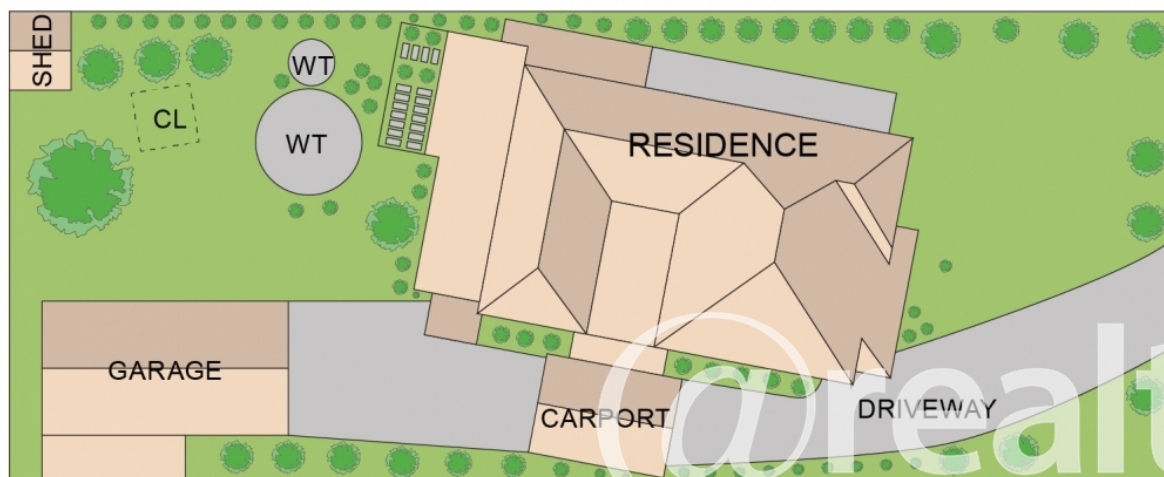 SHED
WT
CL
WT
RESIDENCE
GARAGE
CARPORT
DRIVEWAY
@realt